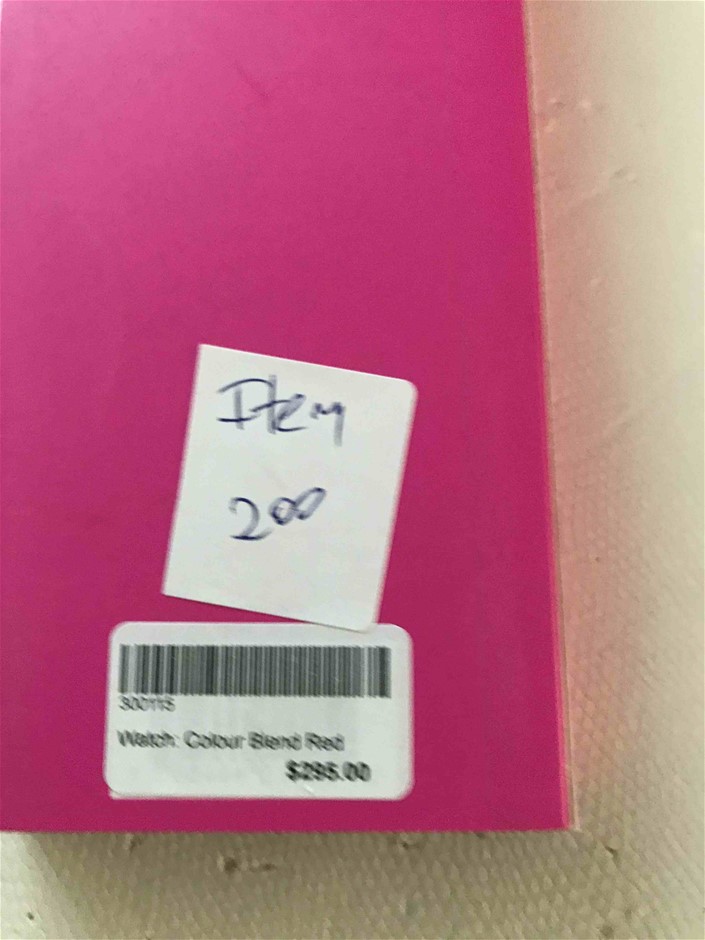 Item
200
300115
Watch: Colour Blend Red
$295.00